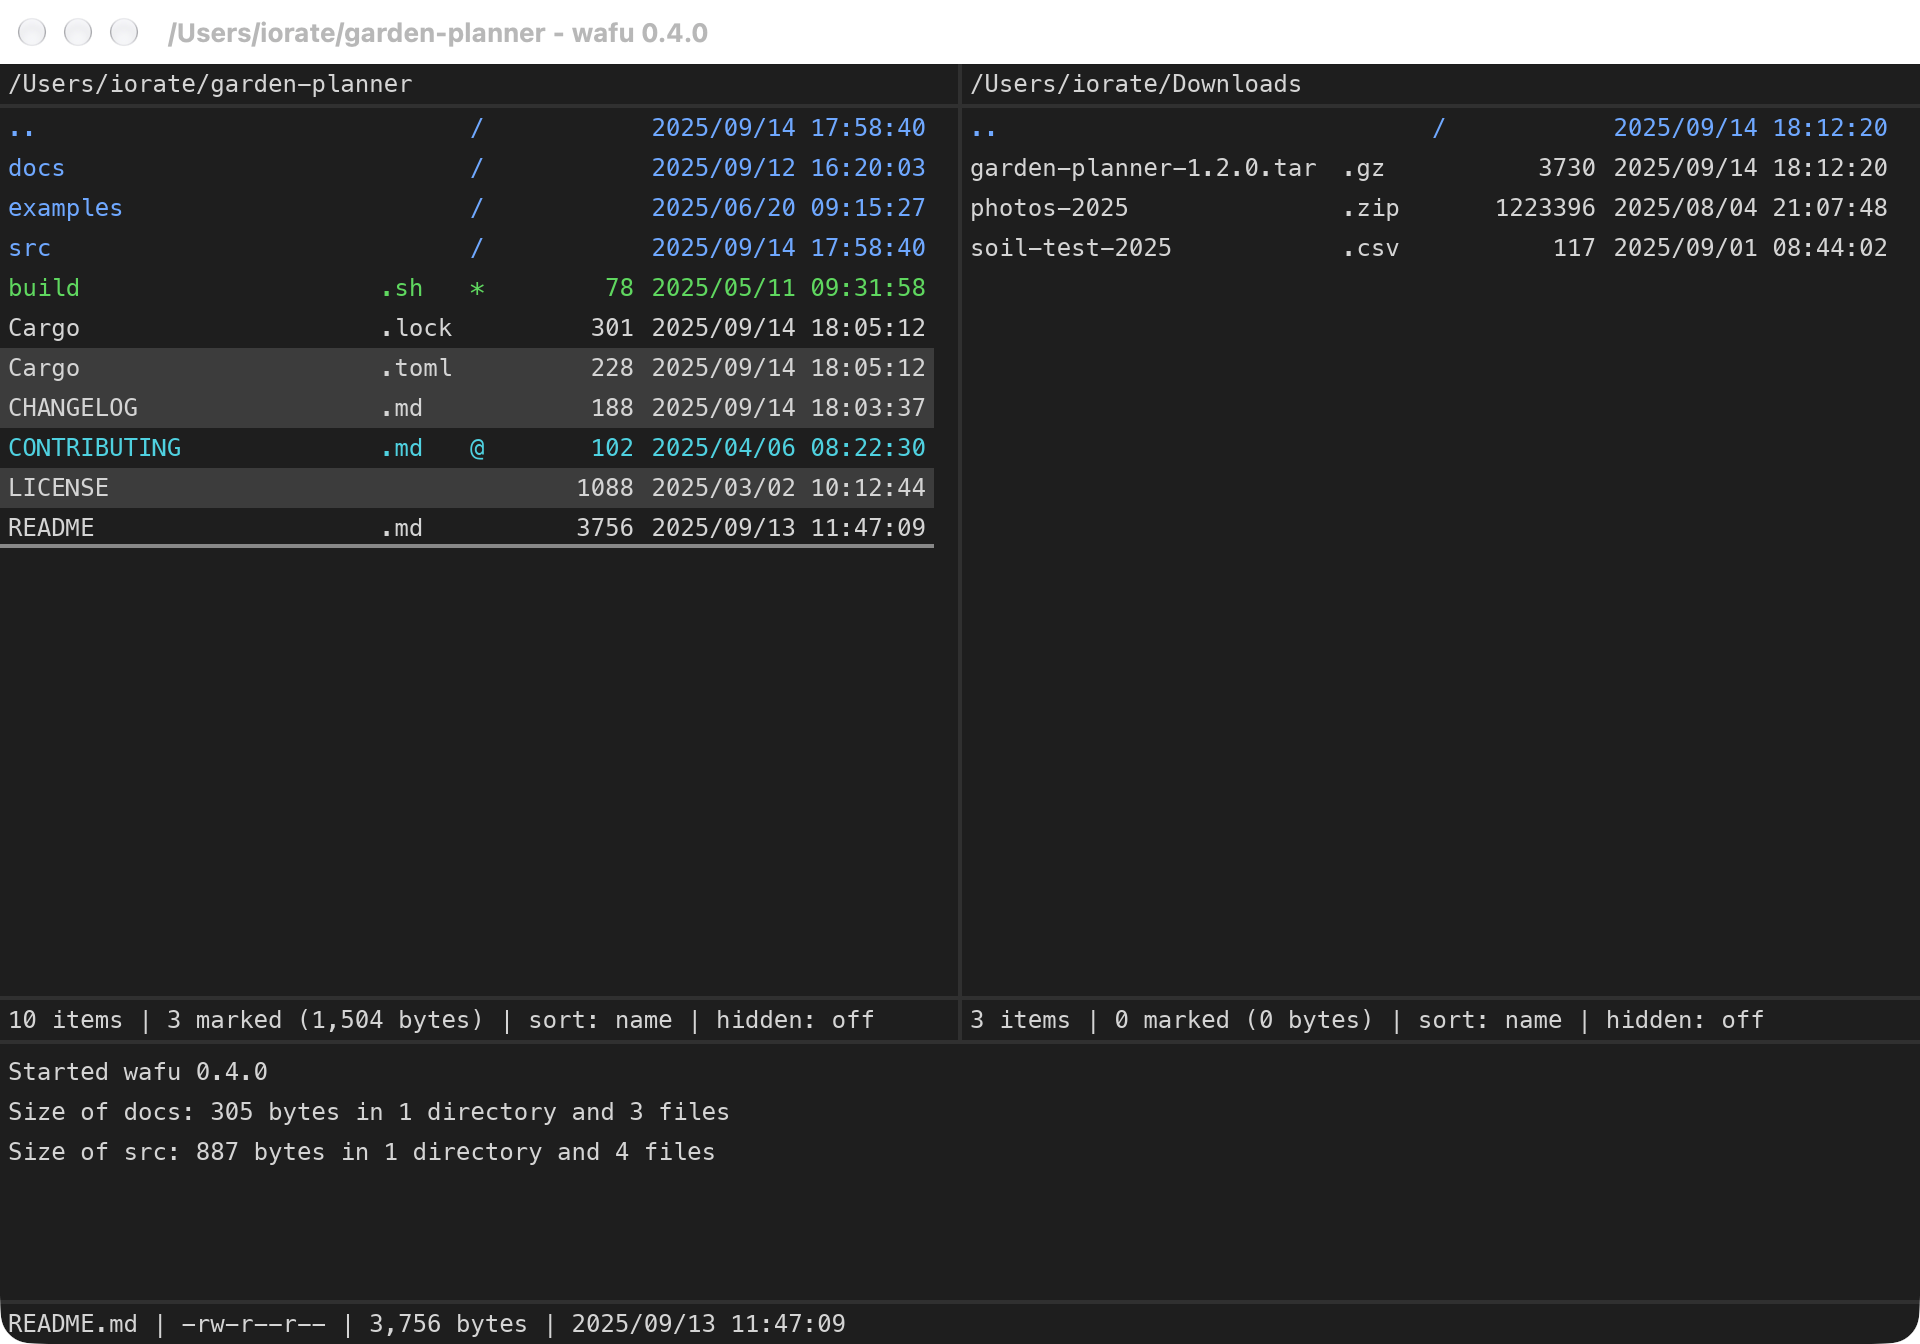 /Users/iorate/garden-planner - wafu 0.4.0
/Users/iorate/garden-planner
.. / 2025/09/14 17:58:40
docs / 2025/09/12 16:20:03
examples / 2025/06/20 09:15:27
src / 2025/09/14 17:58:40
build .sh * 78 2025/05/11 09:31:58
Cargo .lock 301 2025/09/14 18:05:12
Cargo .toml 228 2025/09/14 18:05:12
CHANGELOG .md 188 2025/09/14 18:03:37
CONTRIBUTING .md @ 102 2025/04/06 08:22:30
LICENSE 1088 2025/03/02 10:12:44
README .md 3756 2025/09/13 11:47:09
10 items | 3 marked (1,504 bytes) | sort: name | hidden: off
/Users/iorate/Downloads
.. / 2025/09/14 18:12:20
garden-planner-1.2.0.tar .gz 3730 2025/09/14 18:12:20
photos-2025 .zip 1223396 2025/08/04 21:07:48
soil-test-2025 .csv 117 2025/09/01 08:44:02
3 items | 0 marked (0 bytes) | sort: name | hidden: off
Started wafu 0.4.0
Size of docs: 305 bytes in 1 directory and 3 files
Size of src: 887 bytes in 1 directory and 4 files
README.md | -rw-r--r-- | 3,756 bytes | 2025/09/13 11:47:09